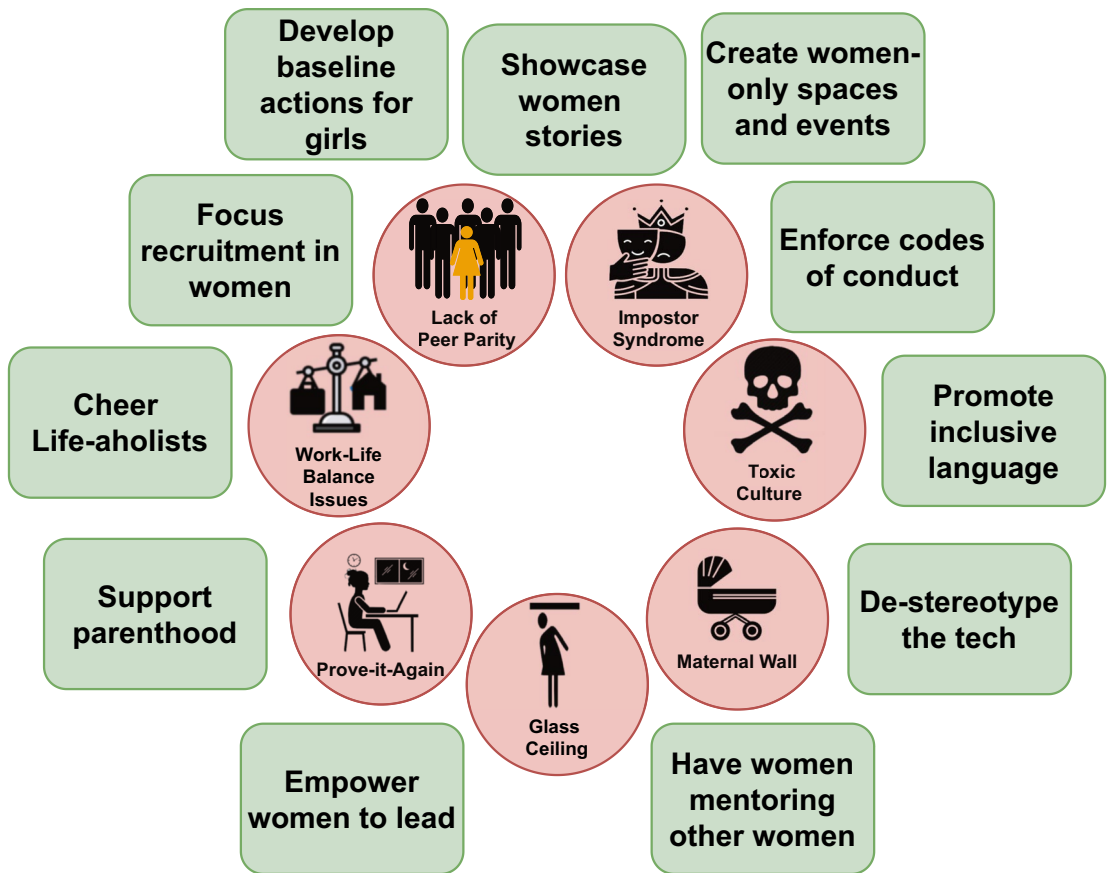 Develop
baseline
actions for
girls
Showcase
women
stories
Create women-
only spaces
and events
Focus
recruitment in
women
Lack of
Peer Parity
Impostor
Syndrome
Enforce codes
of conduct
Cheer
Life-aholists
Work-Life
Balance
Issues
Toxic
Culture
Promote
inclusive
language
Support
parenthood
Prove-it-Again
Glass
Ceiling
Maternal Wall
De-stereotype
the tech
Empower
women to lead
Have women
mentoring
other women